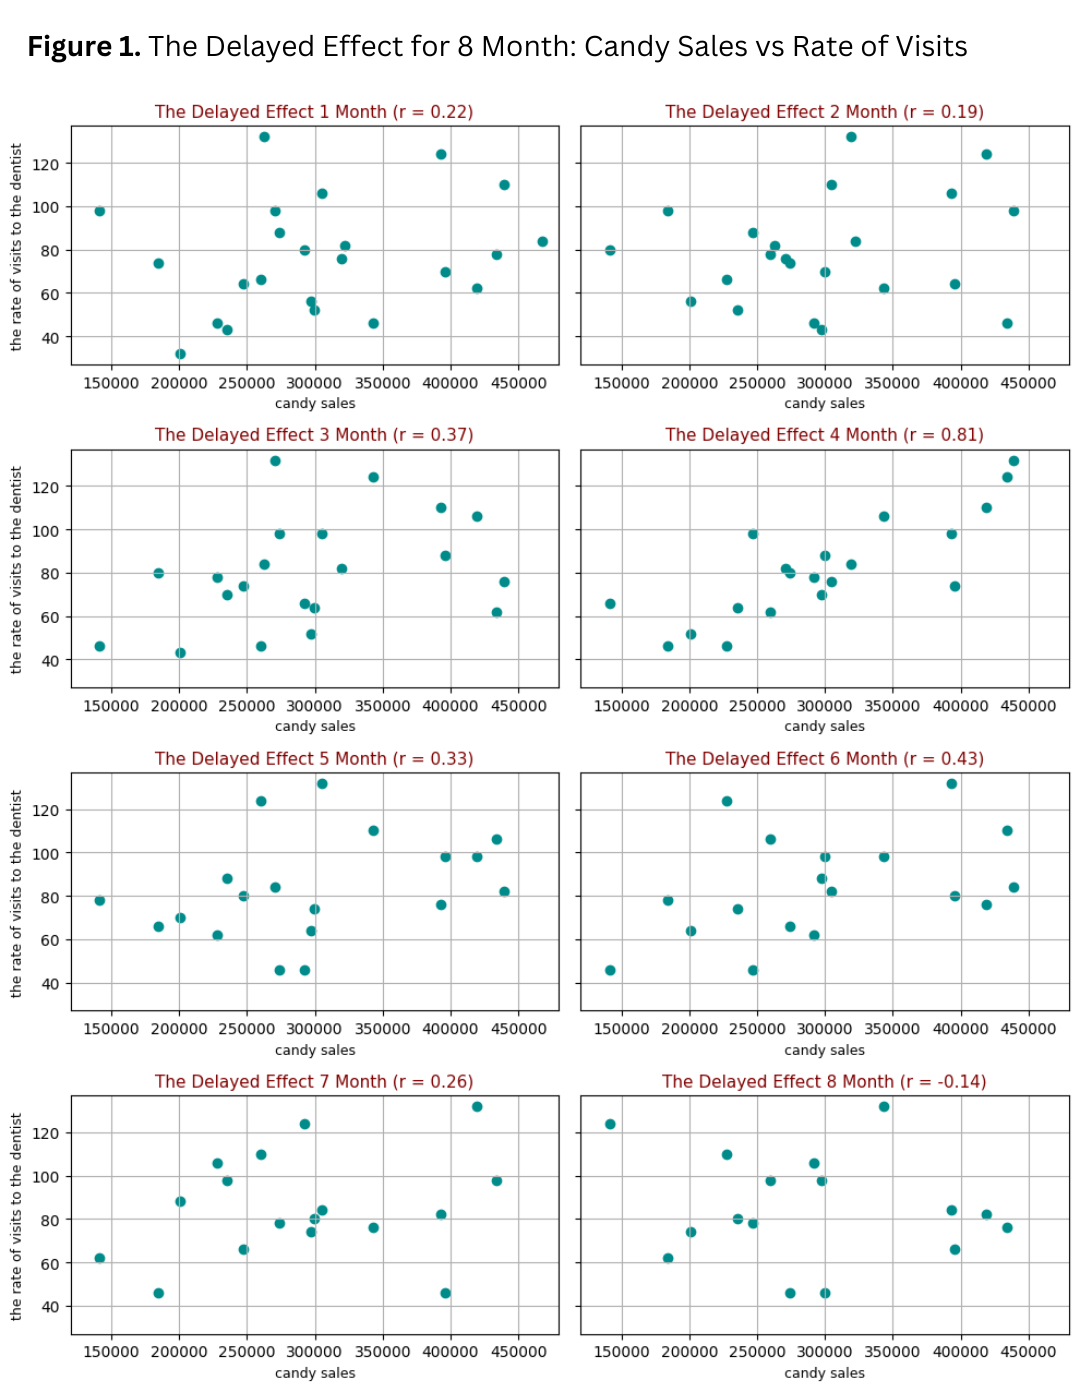 Figure 1. The Delayed Effect for 8 Month: Candy Sales vs Rate of Visits
The Delayed Effect 1 Month (r = 0.22)
the rate of visits to the dentist
120
100
80
60
40
150000 200000 250000 300000 350000 400000 450000
candy sales
The Delayed Effect 2 Month (r = 0.19)
150000 200000 250000 300000 350000 400000 450000
candy sales
The Delayed Effect 3 Month (r = 0.37)
the rate of visits to the dentist
120
100
80
60
40
150000 200000 250000 300000 350000 400000 450000
candy sales
The Delayed Effect 4 Month (r = 0.81)
150000 200000 250000 300000 350000 400000 450000
candy sales
The Delayed Effect 5 Month (r = 0.33)
the rate of visits to the dentist
120
100
80
60
40
150000 200000 250000 300000 350000 400000 450000
candy sales
The Delayed Effect 6 Month (r = 0.43)
150000 200000 250000 300000 350000 400000 450000
candy sales
The Delayed Effect 7 Month (r = 0.26)
the rate of visits to the dentist
120
100
80
60
40
150000 200000 250000 300000 350000 400000 450000
candy sales
The Delayed Effect 8 Month (r = -0.14)
150000 200000 250000 300000 350000 400000 450000
candy sales